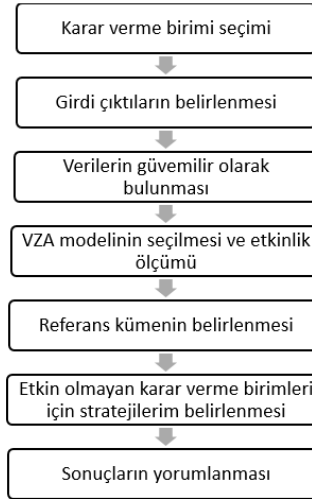 Karar verme birimi seçimi
Girdi çıktıların belirlenmesi
Verilerin güvemilir olarak
bulunması
VZA modelinin seçilmesi ve etkinlik
ölçümü
Referans kümenin belirlenmesi
Etkin olmayan karar verme birimleri
için stratejilerim belirlenmesi
Sonuçların yorumlanması